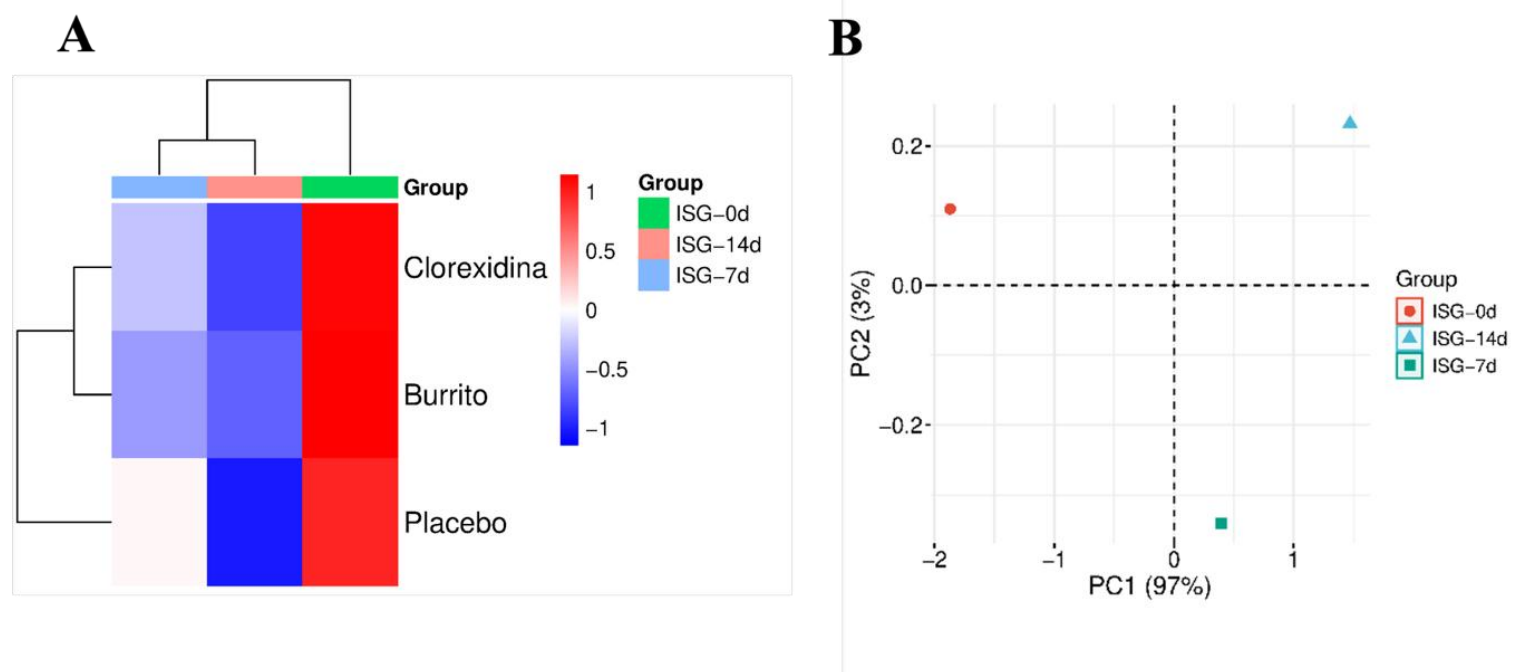 A
Group
Clorexidina
Burrito
Placebo
1
0.5
0
−0.5
−1
Group
ISG−0d
ISG−14d
ISG−7d
B
0.2
0.0
−0.2
PC2 (3%)
−2
−1
0
1
PC1 (97%)
Group
ISG−0d
ISG−14d
ISG−7d